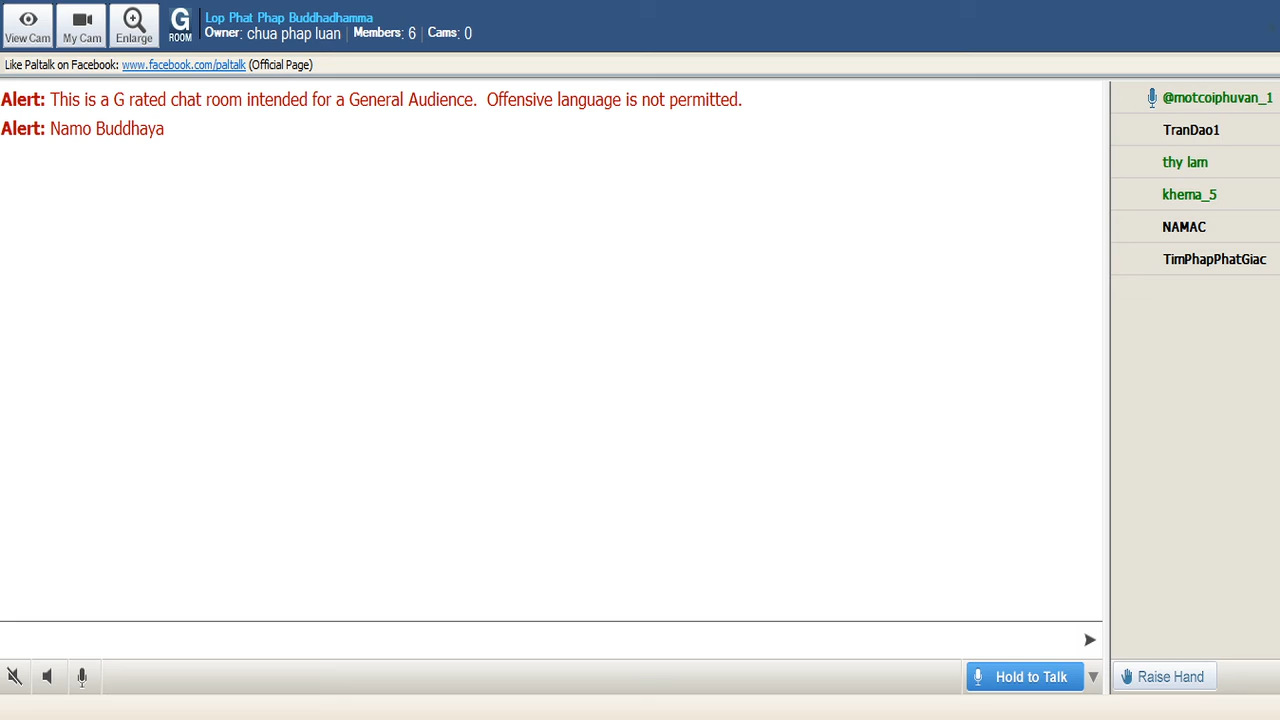 View Cam
My Cam
Enlarge
G
ROOM
Lop Phat Phap Buddhadhamma
Owner: chua phap luan | Members: 6 | Cams: 0
Like Paltalk on Facebook: www.facebook.com/paltalk (Official Page)
Alert: This is a G rated chat room intended for a General Audience.  Offensive language is not permitted.
Alert: Namo Buddhaya
@motcoiphuvan_1
TranDao1
thy lam
khema_5
NAMAC
TimPhapPhatGiac
Hold to Talk
Raise Hand